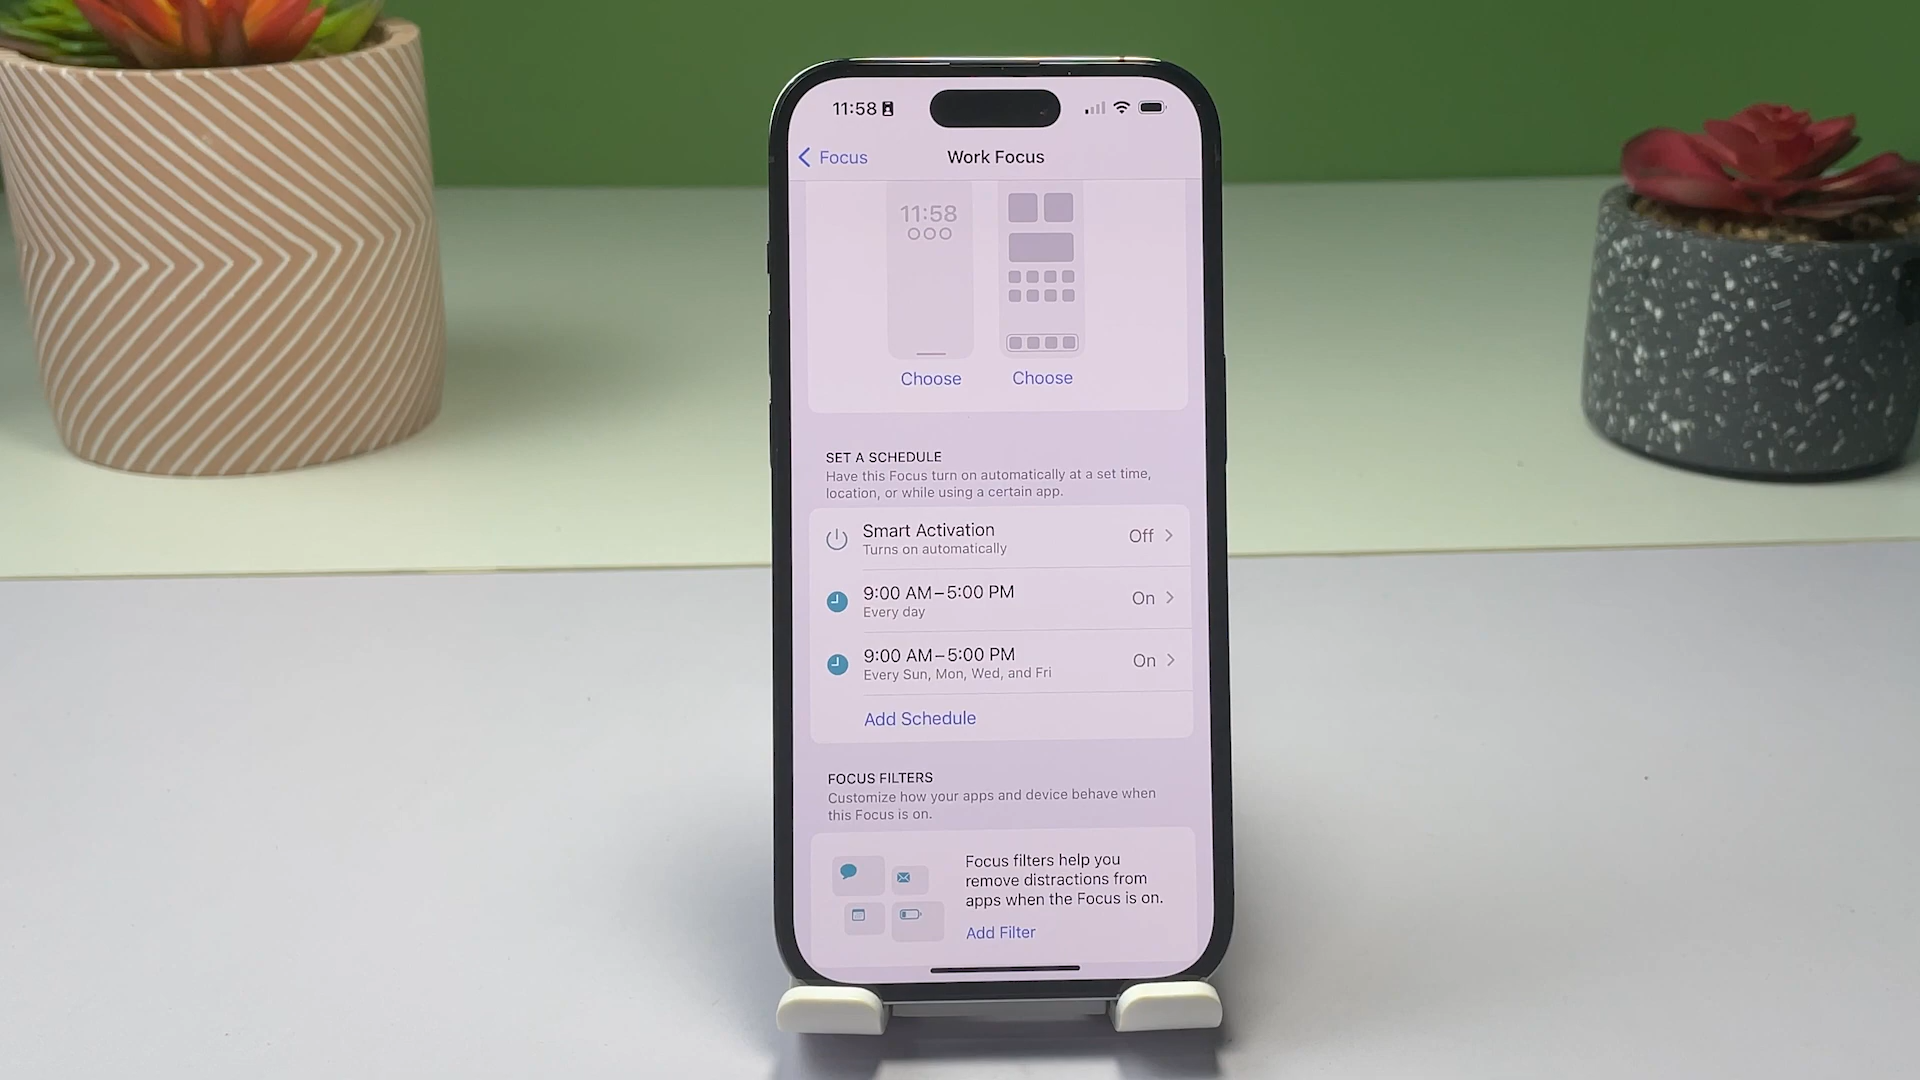 11:58
Focus
Work Focus
11:58
Choose
Choose
SET A SCHEDULE
Have this Focus turn on automatically at a set time,
location, or while using a certain app.
Smart Activation
Off
Turns on automatically
9:00 AM–5:00 PM
On
Every day
9:00 AM–5:00 PM
On
Every Sun, Mon, Wed, and Fri
Add Schedule
FOCUS FILTERS
Customize how your apps and device behave when
this Focus is on.
Focus filters help you
remove distractions from
apps when the Focus is on.
Add Filter